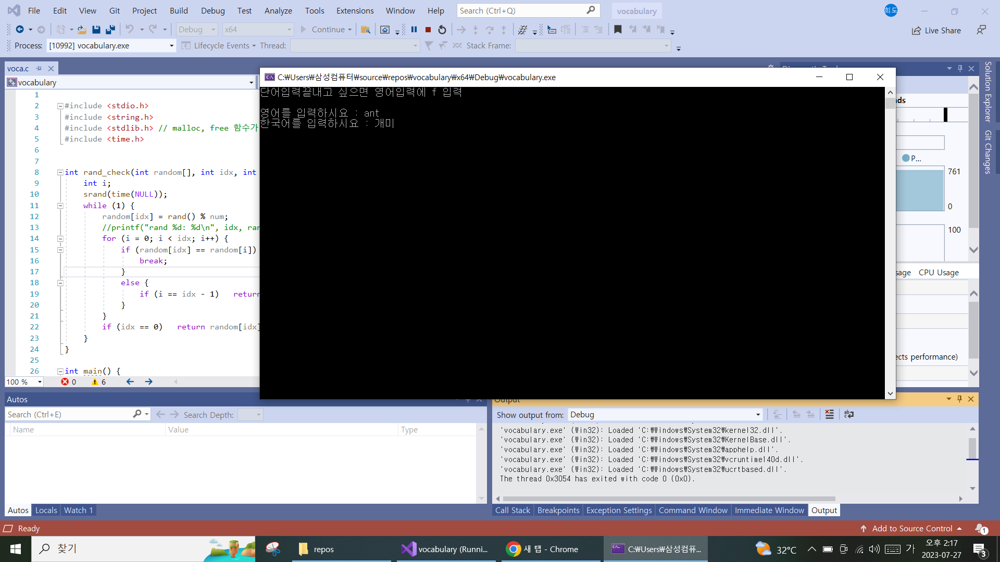 File Edit View Git Project Build Debug Test Analyze Tools Extensions Window Help Search (Ctrl+Q) vocabulary 희도
Debug x64 Continue Live Share
Process: [10992] vocabulary.exe Lifecycle Events Thread: Stack Frame:
voca.c
vocabulary
1
2 #include <stdio.h>
3 #include <string.h>
4 #include <stdlib.h> // malloc, free 함수가
5 #include <time.h>
6
7
8 int rand_check(int random[], int idx, int
9 int i;
10 srand(time(NULL));
11 while (1) {
12 random[idx] = rand() % num;
13 //printf("rand %d: %d\n", idx, ran
14 for (i = 0; i < idx; i++) {
15 if (random[idx] == random[i])
16 break;
17 }
18 else {
19 if (i == idx - 1) return
20 }
21 }
22 if (idx == 0) return random[idx]
23 }
24 }
25
26 int main() {
100 % 0 6
C:\Users\삼성컴퓨터\source\repos\vocabulary\x64\Debug\vocabulary.exe
단어입력끝내고 싶으면 영어입력에 f 입력
영어를 입력하시요 : ant
한국어를 입력하시요 : 개미
ds
P...
761
0
100
sage CPU Usage
ects performance)
Solution Explorer
Git Changes
Autos
Search (Ctrl+E) Search Depth:
Name Value Type
Autos Locals Watch 1
Output
Show output from: Debug
'vocabulary.exe' (Win32): Loaded 'C:\Windows\System32\kernel32.dll'.
'vocabulary.exe' (Win32): Loaded 'C:\Windows\System32\KernelBase.dll'.
'vocabulary.exe' (Win32): Loaded 'C:\Windows\System32\apphelp.dll'.
'vocabulary.exe' (Win32): Loaded 'C:\Windows\System32\vcruntime140d.dll'.
'vocabulary.exe' (Win32): Loaded 'C:\Windows\System32\ucrtbased.dll'.
The thread 0x3054 has exited with code 0 (0x0).
Call Stack Breakpoints Exception Settings Command Window Immediate Window Output
Ready Add to Source Control 1
찾기 repos vocabulary (Runni... 새 탭 - Chrome C:\Users\삼성컴퓨... 32°C 가 오후 2:17
2023-07-27 3